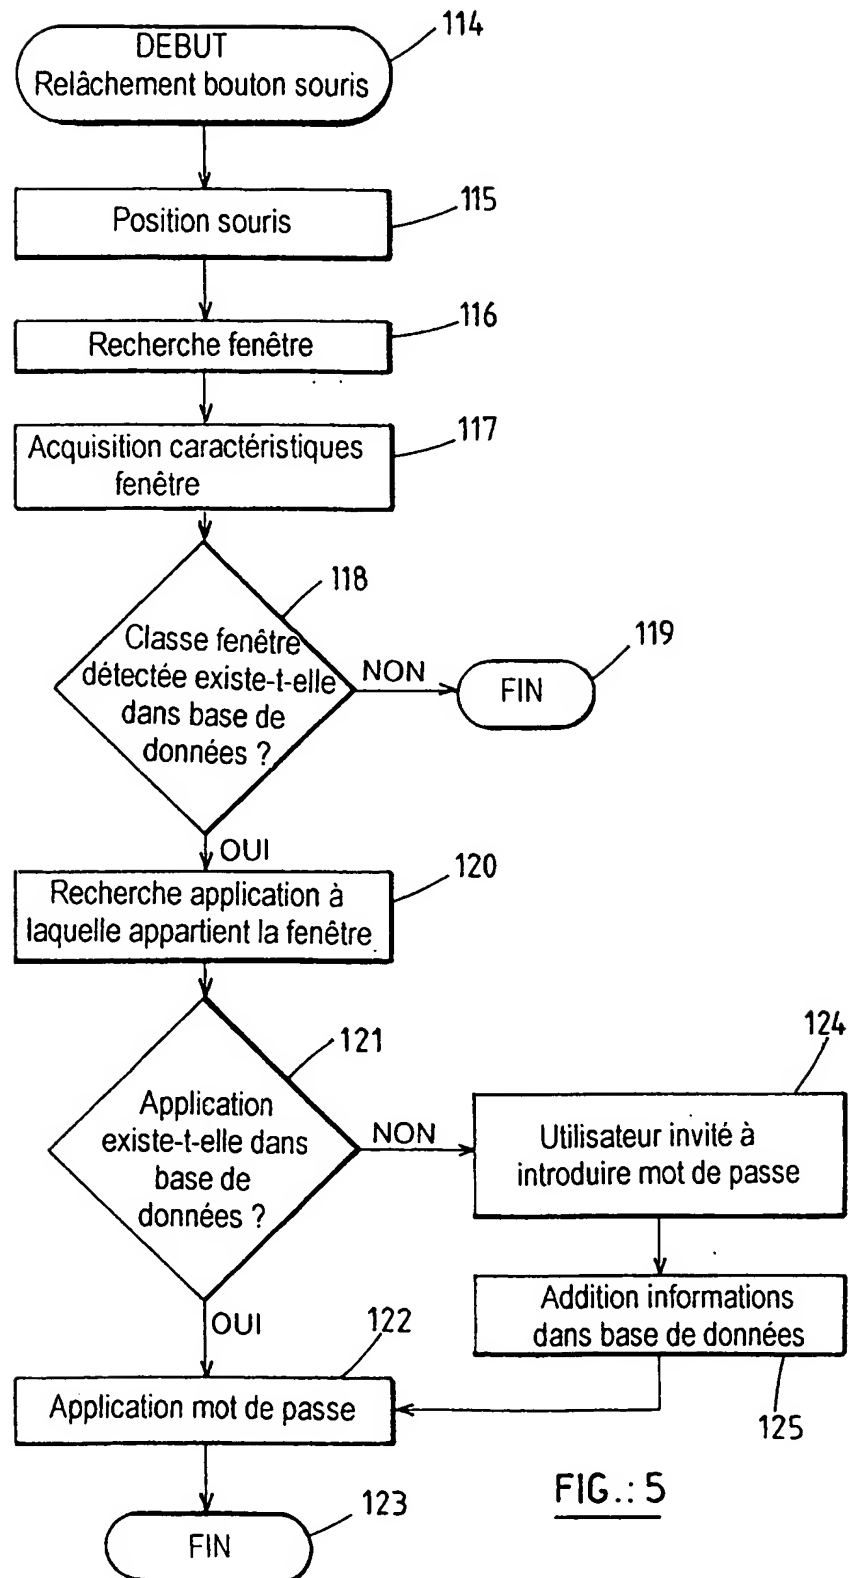 114
DEBUT
Relâchement bouton souris
115
Position souris
116
Recherche fenêtre
117
Acquisition caractéristiques
fenêtre
118
Classe fenêtre
détectée existe-t-elle
dans base de
données ?
NON
119
FIN
OUI
120
Recherche application à
laquelle appartient la fenêtre
121
Application
existe-t-elle dans
base de
données ?
NON
124
Utilisateur invité à
introduire mot de passe
Addition informations
dans base de données
125
OUI
122
Application mot de passe
123
FIN
FIG.: 5